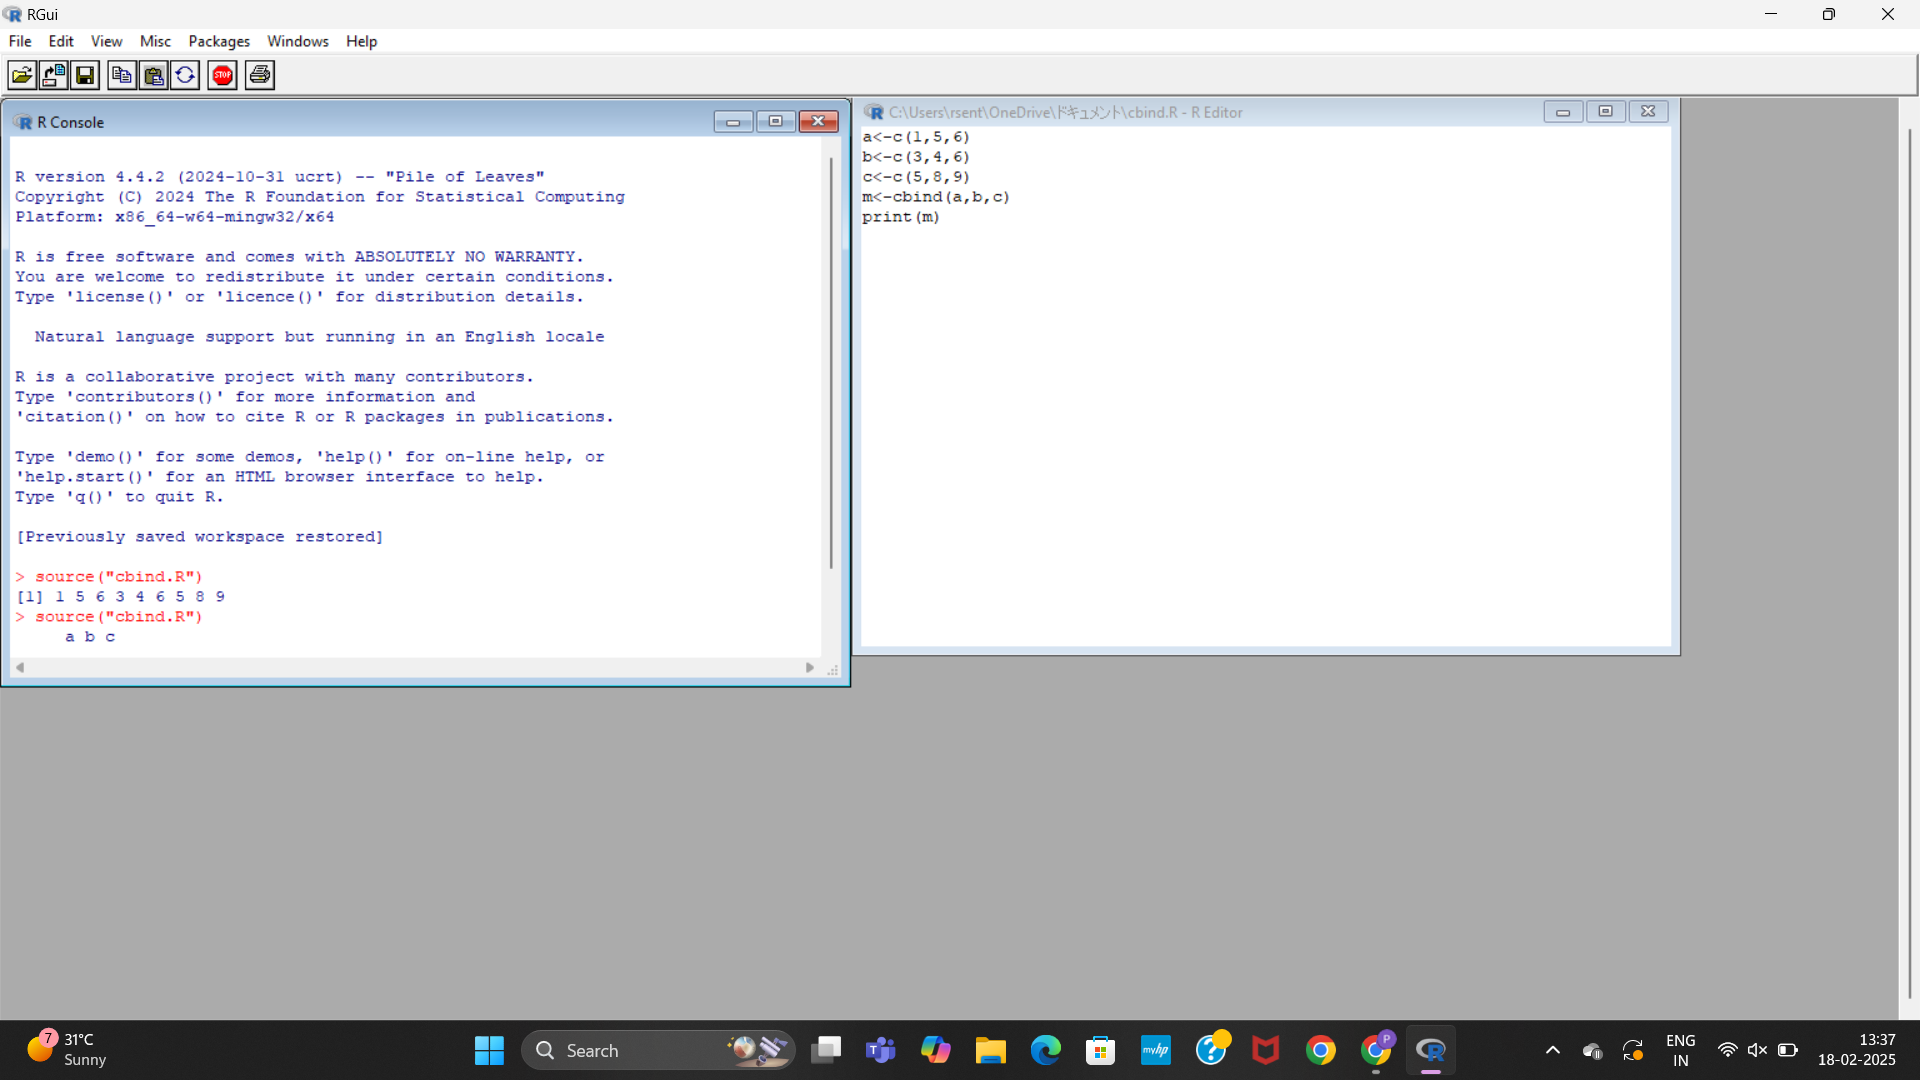 RGui
File Edit View Misc Packages Windows Help
STOP
R Console
R version 4.4.2 (2024-10-31 ucrt) -- "Pile of Leaves"
Copyright (C) 2024 The R Foundation for Statistical Computing
Platform: x86_64-w64-mingw32/x64
R is free software and comes with ABSOLUTELY NO WARRANTY.
You are welcome to redistribute it under certain conditions.
Type 'license()' or 'licence()' for distribution details.
Natural language support but running in an English locale
R is a collaborative project with many contributors.
Type 'contributors()' for more information and
'citation()' on how to cite R or R packages in publications.
Type 'demo()' for some demos, 'help()' for on-line help, or
'help.start()' for an HTML browser interface to help.
Type 'q()' to quit R.
[Previously saved workspace restored]
> source("cbind.R")
[1] 1 5 6 3 4 6 5 8 9
> source("cbind.R")
a b c
C:\Users\rsent\OneDrive\ドキュメント\cbind.R - R Editor
a<-c(1,5,6)
b<-c(3,4,6)
c<-c(5,8,9)
m<-cbind(a,b,c)
print(m)
7
31°C
Sunny
Search
myhp
P
ENG
IN
13:37
18-02-2025